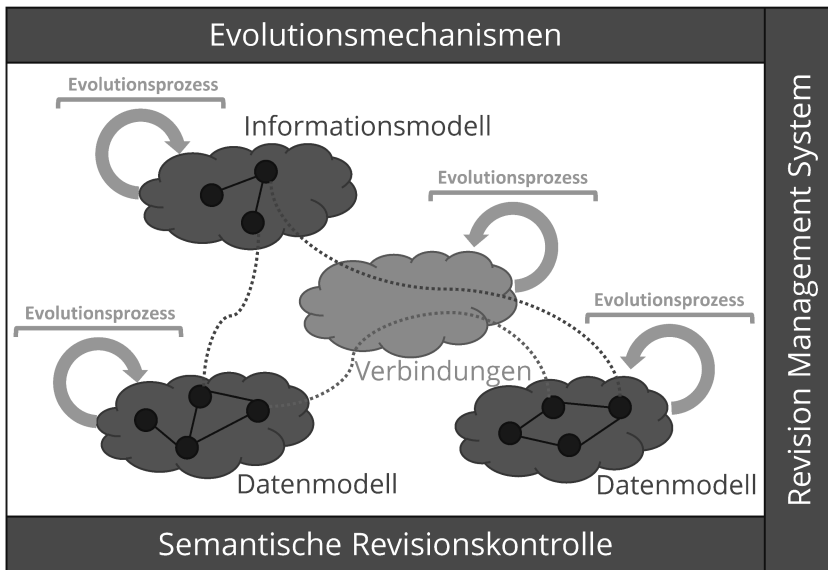 Evolutionsmechanismen
Evolutionsprozess
Informationsmodell
Evolutionsprozess
Evolutionsprozess
Evolutionsprozess
Verbindungen
Datenmodell
Datenmodell
Semantische Revisionskontrolle
Revision Management System